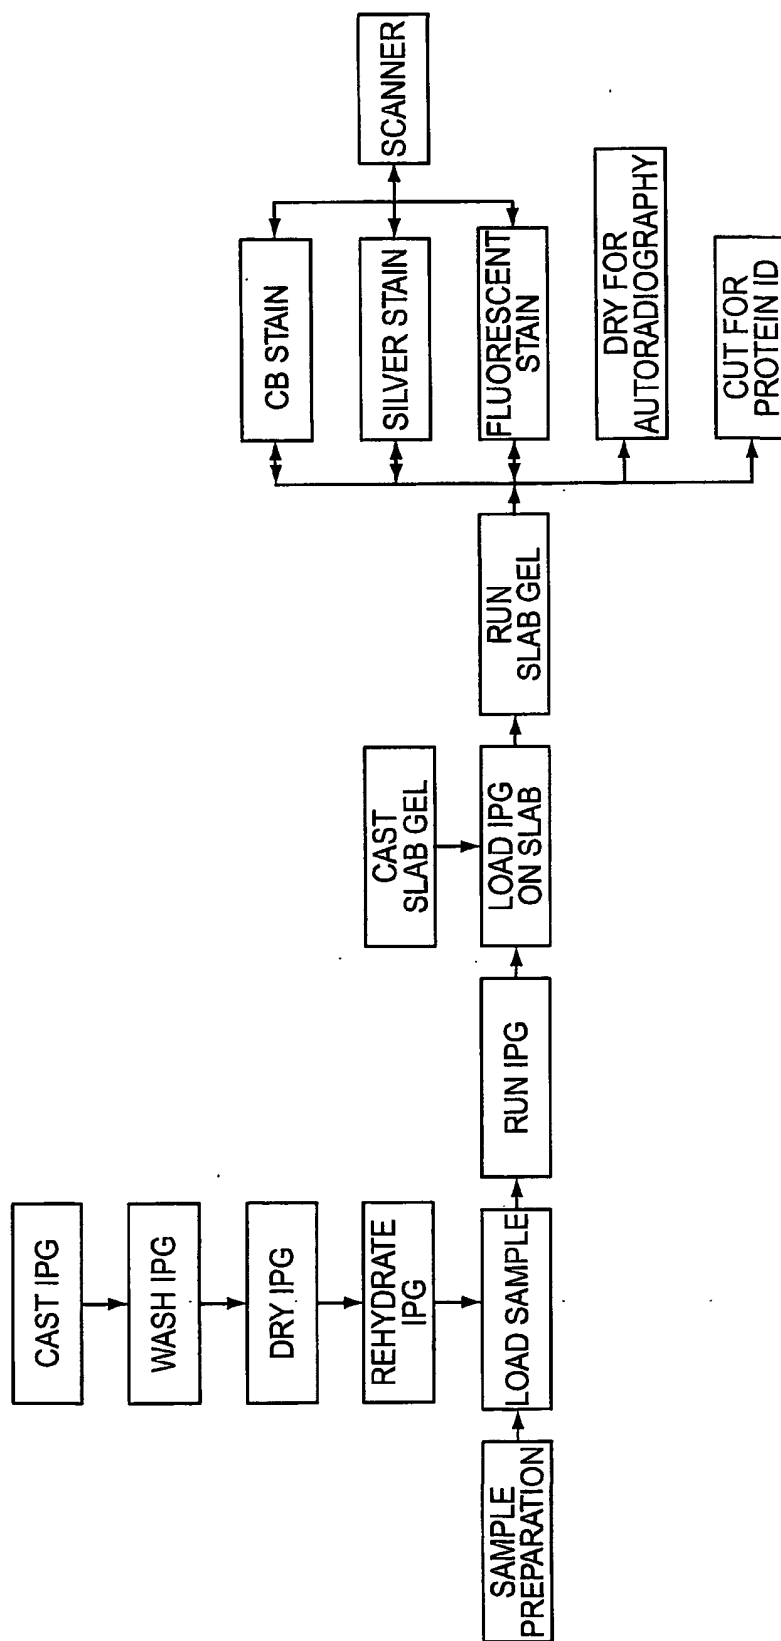 CAST IPG
WASH IPG
DRY IPG
REHYDRATE
IPG
SAMPLE
PREPARATION
LOAD SAMPLE
RUN IPG
CAST
SLAB GEL
LOAD IPG
ON SLAB
RUN
SLAB GEL
CB STAIN
SILVER STAIN
FLUORESCENT
STAIN
DRY FOR
AUTORADIOGRAPHY
CUT FOR
PROTEIN ID
SCANNER